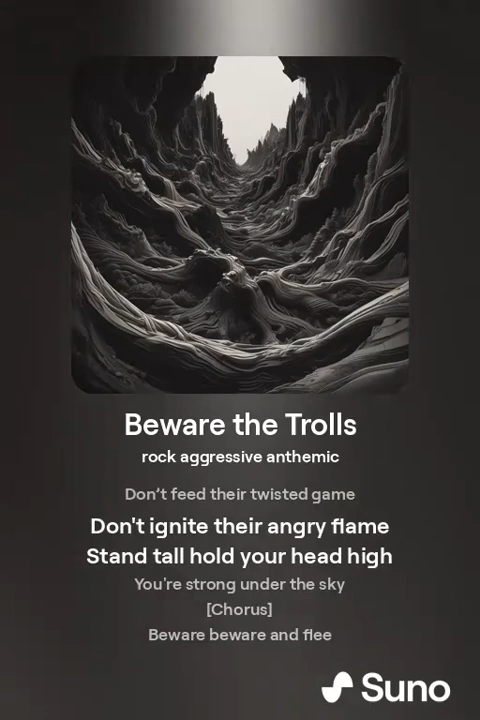 Beware the Trolls
rock aggressive anthemic
Don't feed their twisted game
Don't ignite their angry flame
Stand tall hold your head high
You're strong under the sky
[Chorus]
Beware beware and flee
Suno